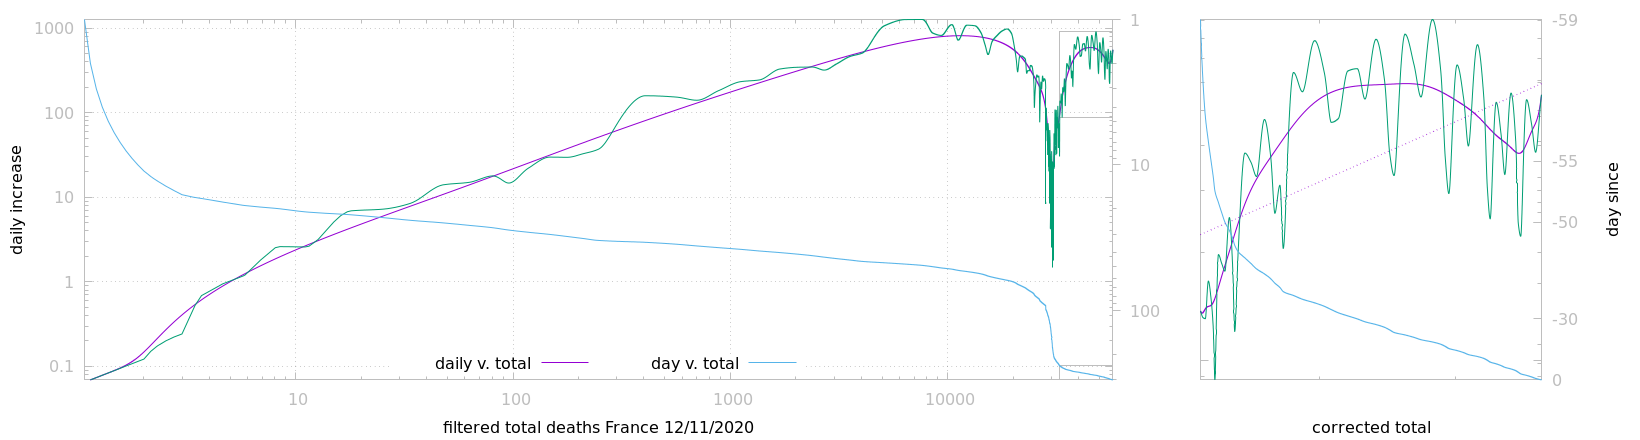 1000
100
10
1
0.1
daily increase
daily v. total
day v. total
10
100
1000
10000
filtered total deaths France 12/11/2020
1
10
100
-59
-55
-50
-30
0
day since
corrected total